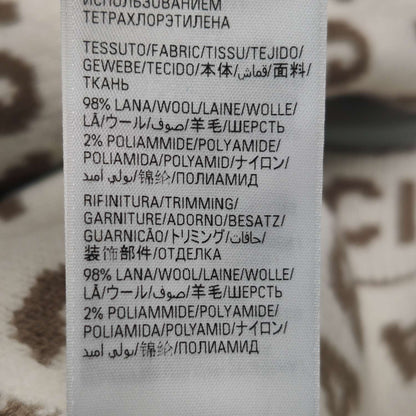 ИСПОЛЬЗОВАНИЕМ
ТЕТРАХЛОРЭТИЛЕНА
TESSUTO/FABRIC/TISSU/TEJIDO/
GEWEBE/TECIDO/本体/قماش/面料/
ТКАНЬ
98% LANA/WOOL/LAINE/WOLLE/
LÃ/ウール/صوف/羊毛/ШЕРСТЬ
2% POLIAMMIDE/POLYAMIDE/
POLIAMIDA/POLYAMID/ナイロン/
بولي اميد/锦纶/ПОЛИАМИД
RIFINITURA/TRIMMING/
GARNITURE/ADORNO/BESATZ/
GUARNICÃO/トリミング/حافات/
装饰部件/ОТДЕЛКА
98% LANA/WOOL/LAINE/WOLLE/
LÃ/ウール/صوف/羊毛/ШЕРСТЬ
2% POLIAMMIDE/POLYAMIDE/
POLIAMIDA/POLYAMID/ナイロン/
بولي اميد/锦纶/ПОЛИАМИД